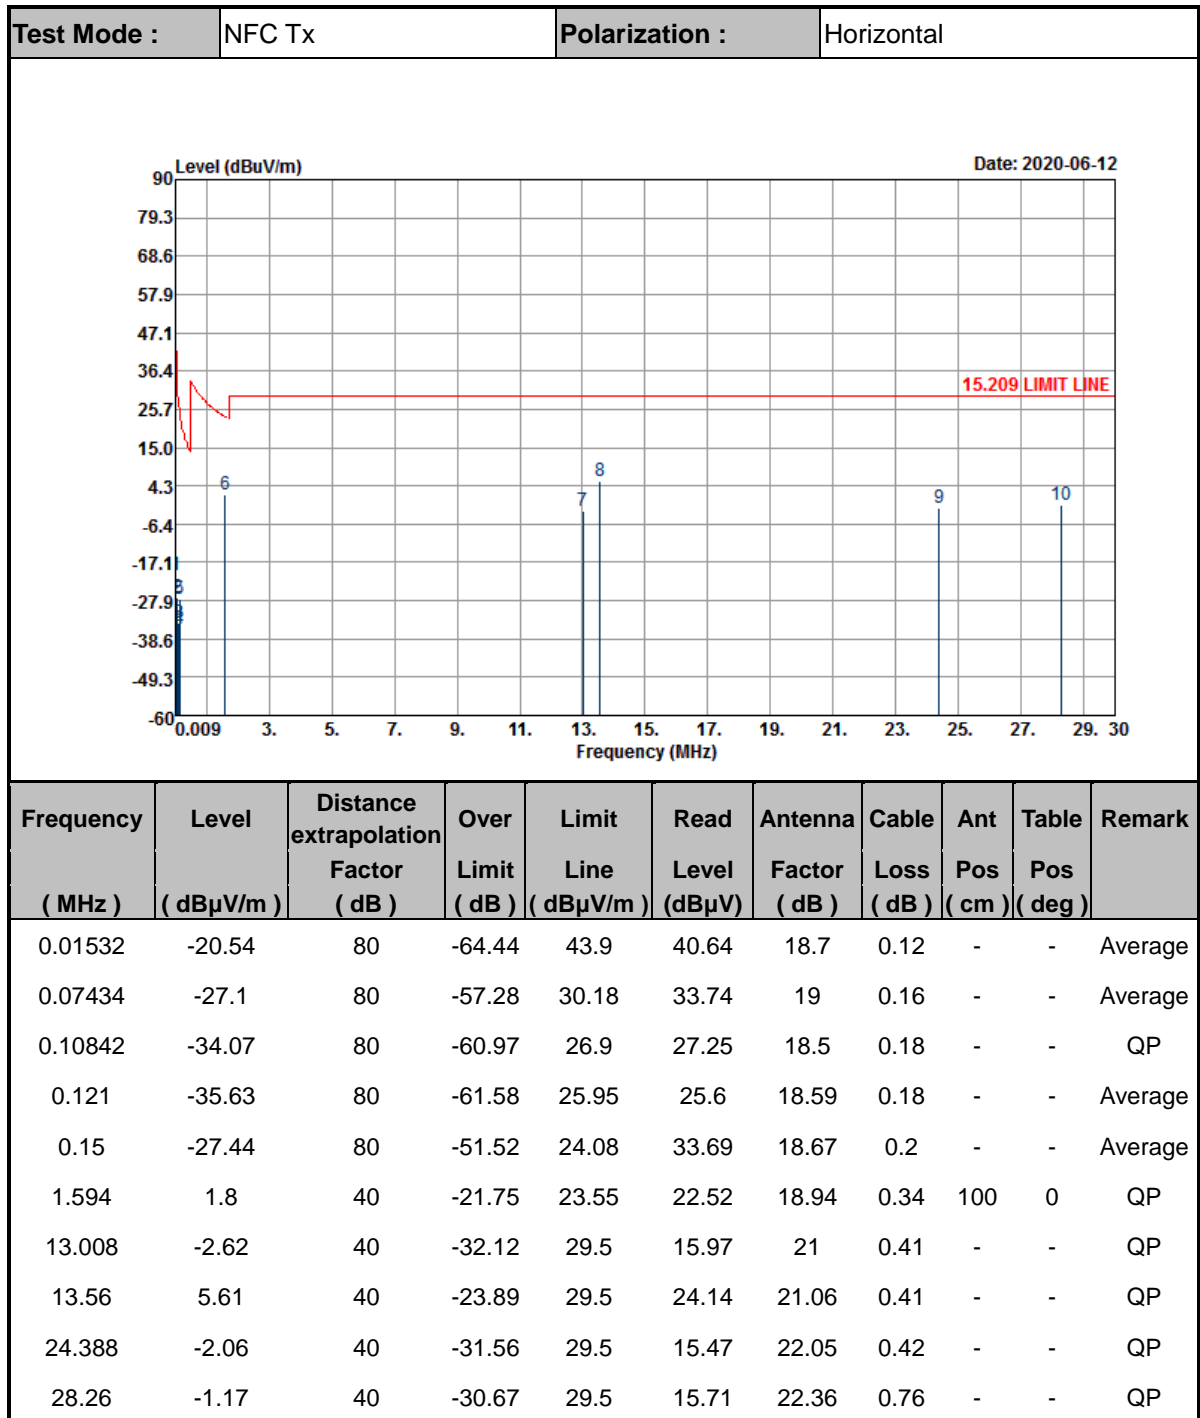 Test Mode : NFC Tx Polarization : Horizontal
Level (dBuV/m) Date: 2020-06-12
90
79.3
68.6
57.9
47.1
36.4
25.7
15.0
4.3
-6.4
-17.1
-27.9
-38.6
-49.3
-60
15.209 LIMIT LINE
6
7
8
9
10
0.009 3. 5. 7. 9. 11. 13. 15. 17. 19. 21. 23. 25. 27. 29. 30
Frequency (MHz)
Frequency Level Distance extrapolation Over Limit Read Antenna Cable Ant Table Remark
Factor Limit Line Level Factor Loss Pos Pos
( MHz ) ( dBµV/m ) ( dB ) ( dB ) ( dBµV/m ) (dBµV) ( dB ) ( dB ) ( cm ) ( deg )
0.01532 -20.54 80 -64.44 43.9 40.64 18.7 0.12 - - Average
0.07434 -27.1 80 -57.28 30.18 33.74 19 0.16 - - Average
0.10842 -34.07 80 -60.97 26.9 27.25 18.5 0.18 - - QP
0.121 -35.63 80 -61.58 25.95 25.6 18.59 0.18 - - Average
0.15 -27.44 80 -51.52 24.08 33.69 18.67 0.2 - - Average
1.594 1.8 40 -21.75 23.55 22.52 18.94 0.34 100 0 QP
13.008 -2.62 40 -32.12 29.5 15.97 21 0.41 - - QP
13.56 5.61 40 -23.89 29.5 24.14 21.06 0.41 - - QP
24.388 -2.06 40 -31.56 29.5 15.47 22.05 0.42 - - QP
28.26 -1.17 40 -30.67 29.5 15.71 22.36 0.76 - - QP